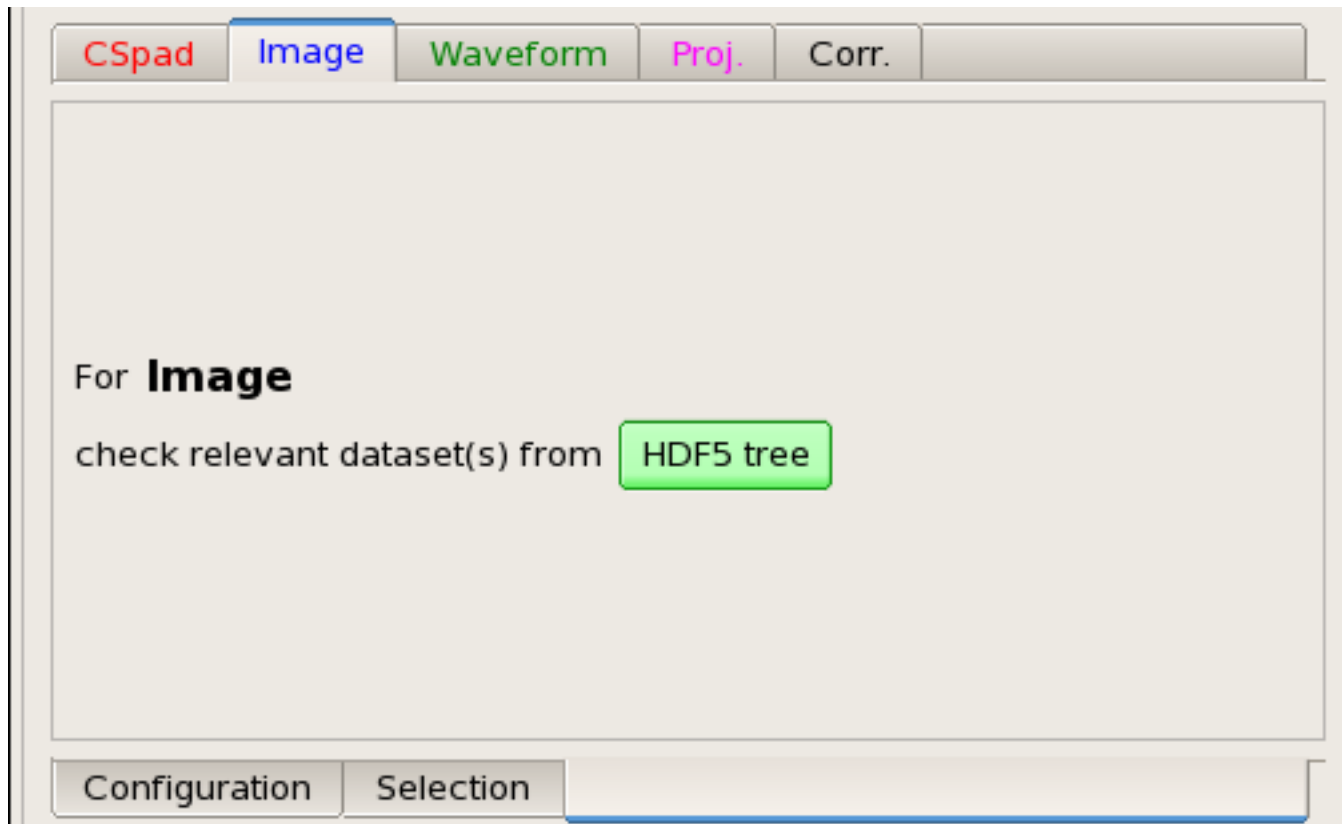 CSpad Image Waveform Proj. Corr.
For Image
check relevant dataset(s) from HDF5 tree
Configuration Selection